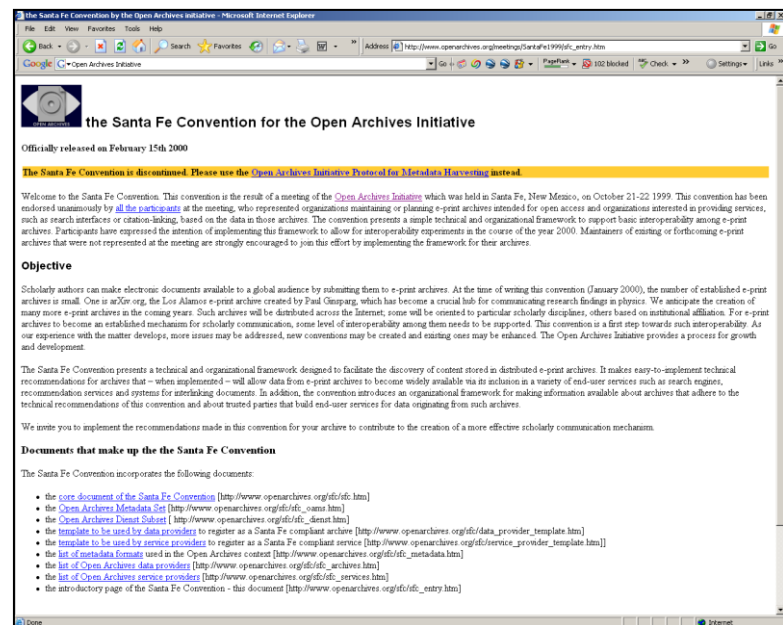 the Santa Fe Convention by the Open Archives initiative - Microsoft Internet Explorer
File Edit View Favorites Tools Help
Back Search Favorites Address http://www.openarchives.org/meetings/SantaFe1999/sfc_entry.htm Go
Google Open Archives Initiative Go PageRank 102 blocked Check Settings Links
OPEN ARCHIVES
the Santa Fe Convention for the Open Archives Initiative
Officially released on February 15th 2000
The Santa Fe Convention is discontinued. Please use the Open Archives Initiative Protocol for Metadata Harvesting instead.
Welcome to the Santa Fe Convention. This convention is the result of a meeting of the Open Archives Initiative which was held in Santa Fe, New Mexico, on October 21-22 1999. This convention has been
endorsed unanimously by all the participants at the meeting, who represented organizations maintaining or planning e-print archives intended for open access and organizations interested in providing services,
such as search interfaces or citation-linking, based on the data in those archives. The convention presents a simple technical and organizational framework to support basic interoperability among e-print
archives. Participants have expressed the intention of implementing this framework to allow for interoperability experiments in the course of the year 2000. Maintainers of existing or forthcoming e-print
archives that were not represented at the meeting are strongly encouraged to join this effort by implementing the framework for their archives.
Objective
Scholarly authors can make electronic documents available to a global audience by submitting them to e-print archives. At the time of writing this convention (January 2000), the number of established e-print
archives is small. One is arXiv.org, the Los Alamos e-print archive created by Paul Ginsparg, which has become a crucial hub for communicating research findings in physics. We anticipate the creation of
many more e-print archives in the coming years. Such archives will be distributed across the Internet; some will be oriented to particular scholarly disciplines, others based on institutional affiliation. For e-print
archives to become an established mechanism for scholarly communication, some level of interoperability among them needs to be supported. This convention is a first step towards such interoperability. As
our experience with the matter develops, more issues may be addressed, new conventions may be created and existing ones may be enhanced. The Open Archives Initiative provides a process for growth
and development.
The Santa Fe Convention presents a technical and organizational framework designed to facilitate the discovery of content stored in distributed e-print archives. It makes easy-to-implement technical
recommendations for archives that – when implemented – will allow data from e-print archives to become widely available via its inclusion in a variety of end-user services such as search engines,
recommendation services and systems for interlinking documents. In addition, the convention introduces an organizational framework for making information available about archives that adhere to the
technical recommendations of this convention and about trusted parties that build end-user services for data originating from such archives.
We invite you to implement the recommendations made in this convention for your archive to contribute to the creation of a more effective scholarly communication mechanism.
Documents that make up the the Santa Fe Convention
The Santa Fe Convention incorporates the following documents:
• the core document of the Santa Fe Convention [http://www.openarchives.org/sfc/sfc.htm]
• the Open Archives Metadata Set [http://www.openarchives.org/sfc/sfc_oams.htm]
• the Open Archives Dienst Subset [ http://www.openarchives.org/sfc/sfc_dienst.htm]
• the template to be used by data providers to register as a Santa Fe compliant archive [http://www.openarchives.org/sfc/data_provider_template.htm]
• the template to be used by service providers to register as a Santa Fe compliant service [http://www.openarchives.org/sfc/service_provider_template.htm]]
• the list of metadata formats used in the Open Archives context [http://www.openarchives.org/sfc/sfc_metadata.htm]
• the list of Open Archives data providers [http://www.openarchives.org/sfc/sfc_archives.htm]
• the list of Open Archives service providers [http://www.openarchives.org/sfc/sfc_services.htm]
• the introductory page of the Santa Fe Convention - this document [http://www.openarchives.org/sfc/sfc_entry.htm]
Done Internet